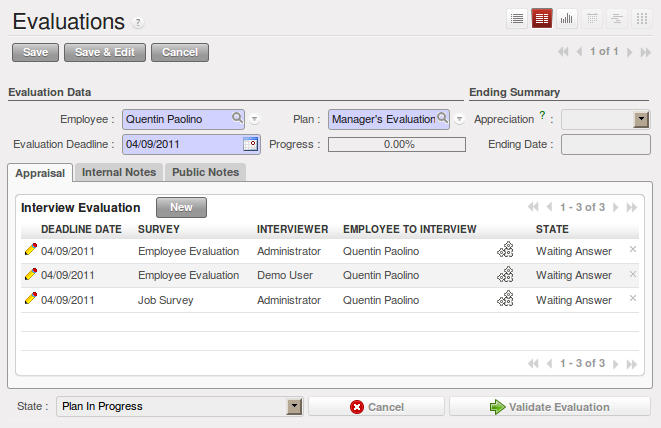 Evaluations ?
Save Save & Edit Cancel 1 of 1
Evaluation Data Ending Summary
Employee : Quentin Paolino Plan : Manager's Evaluation Appreciation ? :
Evaluation Deadline : 04/09/2011 Progress : 0.00% Ending Date :
Appraisal Internal Notes Public Notes
Interview Evaluation New 1 - 3 of 3
DEADLINE DATE SURVEY INTERVIEWER EMPLOYEE TO INTERVIEW STATE
04/09/2011 Employee Evaluation Administrator Quentin Paolino Waiting Answer
04/09/2011 Employee Evaluation Demo User Quentin Paolino Waiting Answer
04/09/2011 Job Survey Administrator Quentin Paolino Waiting Answer
1 - 3 of 3
State : Plan In Progress Cancel Validate Evaluation